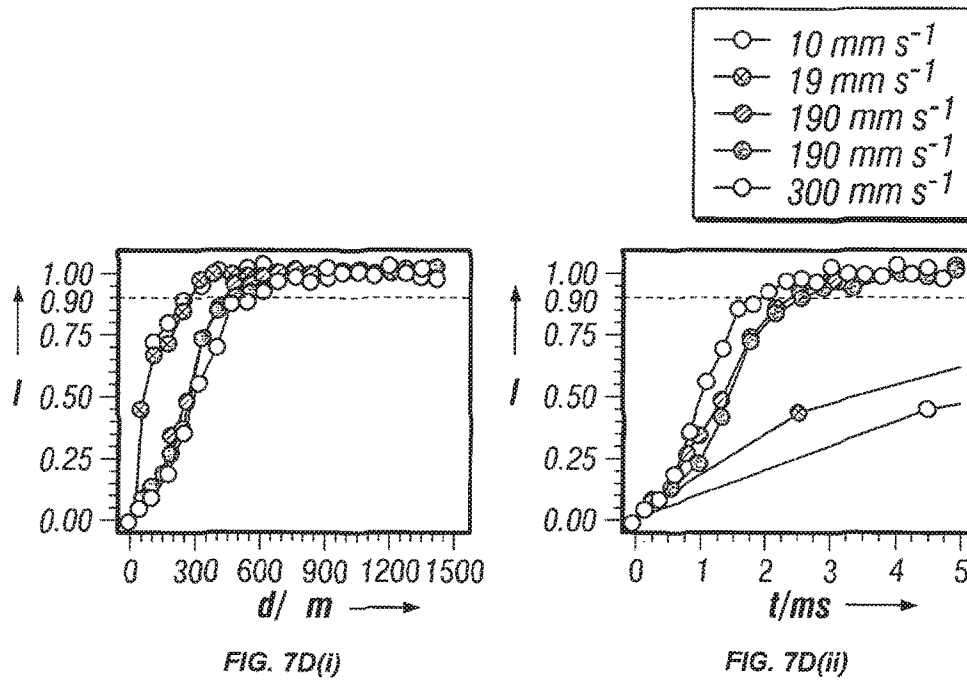 10 mm s⁻¹
19 mm s⁻¹
190 mm s⁻¹
190 mm s⁻¹
300 mm s⁻¹
1.00
0.90
0.75
I
0.50
0.25
0.00
0 300 600 900 1200 1500
d/ m
FIG. 7D(i)
1.00
0.90
0.75
I
0.50
0.25
0.00
0 1 2 3 4 5
t/ms
FIG. 7D(ii)